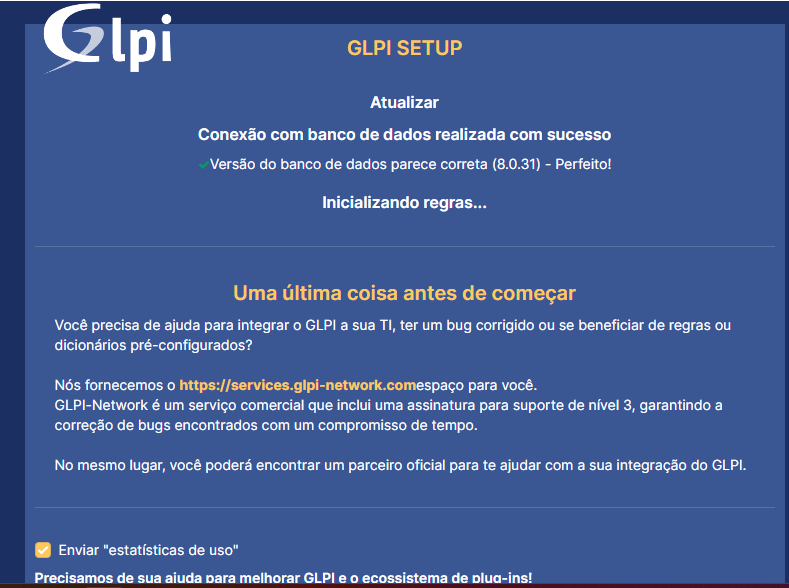 Glpi
GLPI SETUP
Atualizar
Conexão com banco de dados realizada com sucesso
Versão do banco de dados parece correta (8.0.31) - Perfeito!
Inicializando regras...
Uma última coisa antes de começar
Você precisa de ajuda para integrar o GLPI a sua TI, ter um bug corrigido ou se beneficiar de regras ou
dicionários pré-configurados?
Nós fornecemos o https://services.glpi-network.comespaço para você.
GLPI-Network é um serviço comercial que inclui uma assinatura para suporte de nível 3, garantindo a
correção de bugs encontrados com um compromisso de tempo.
No mesmo lugar, você poderá encontrar um parceiro oficial para te ajudar com a sua integração do GLPI.
Enviar "estatísticas de uso"
Precisamos de sua ajuda para melhorar GLPI e o ecossistema de plug-ins!